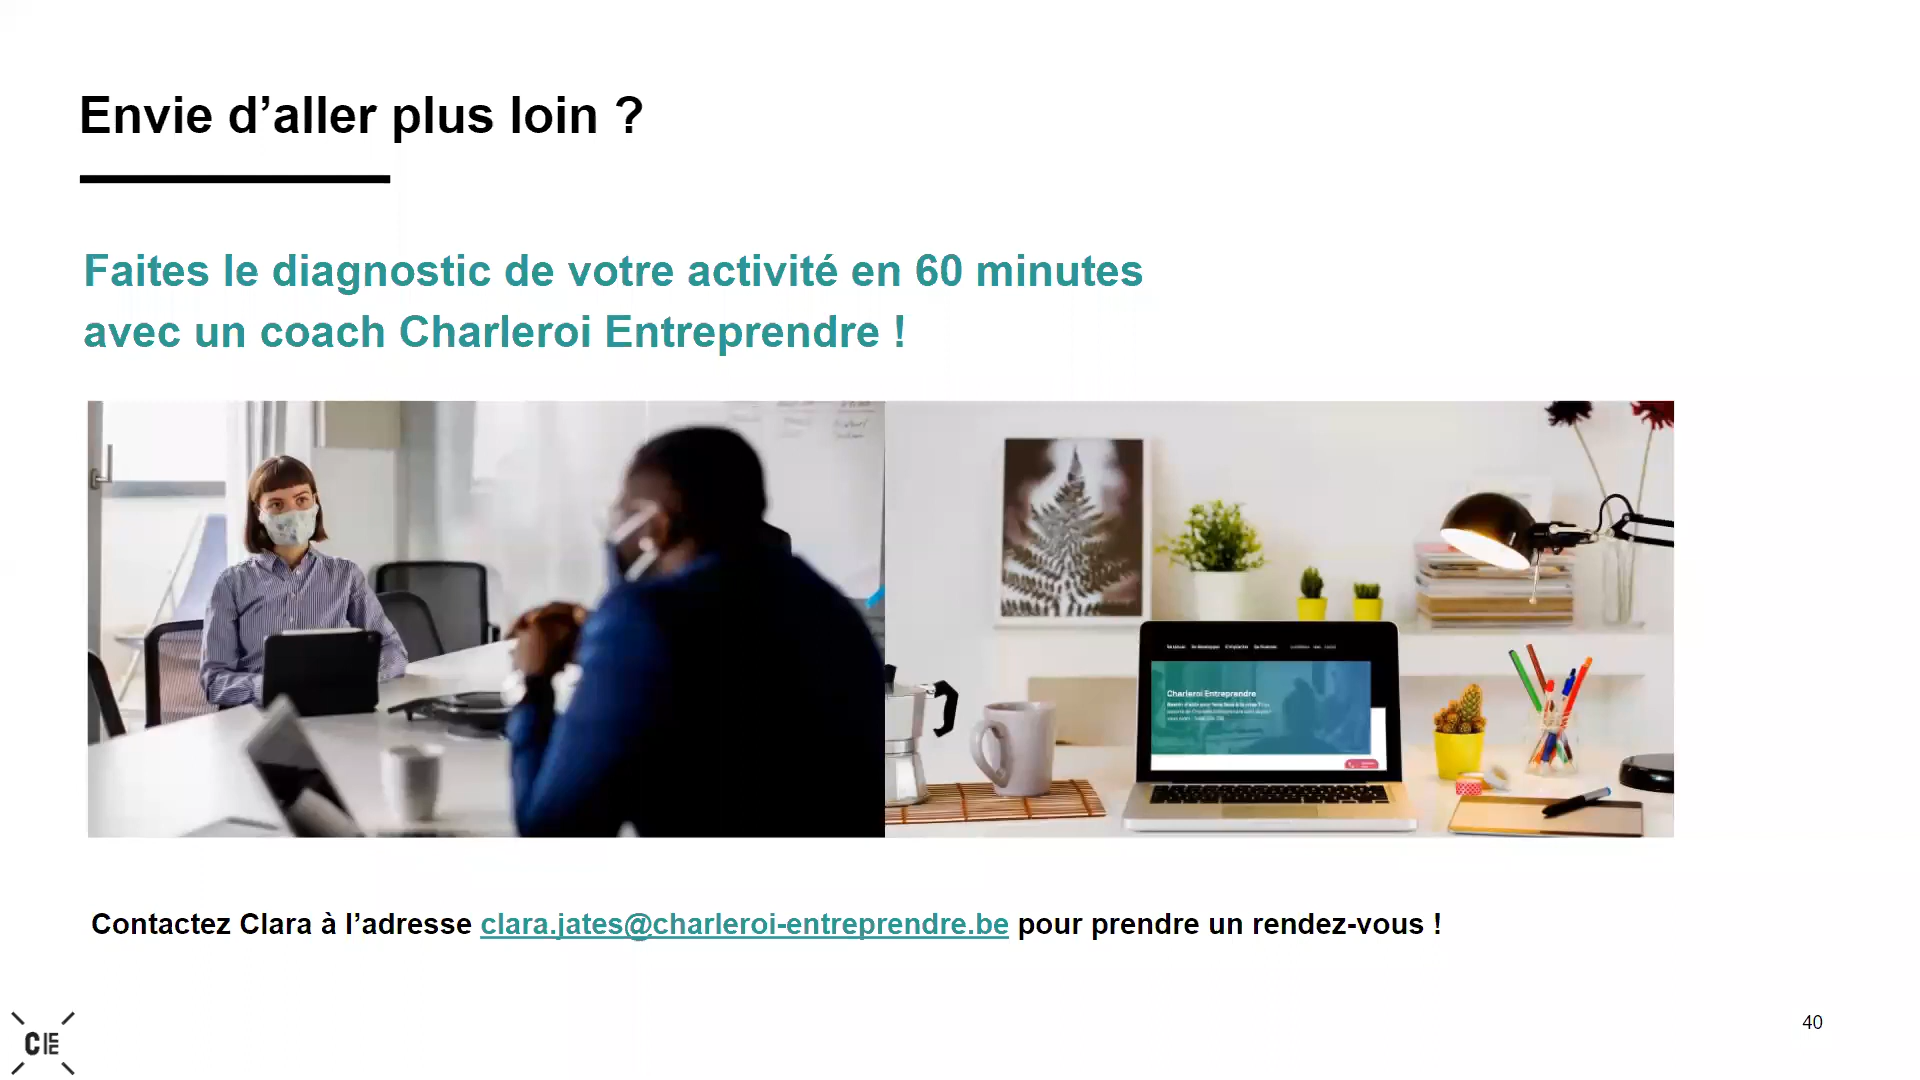 Envie d’aller plus loin ?
Faites le diagnostic de votre activité en 60 minutes
avec un coach Charleroi Entreprendre !
Charleroi Entreprendre
Contactez Clara à l’adresse clara.jates@charleroi-entreprendre.be pour prendre un rendez-vous !
CE
40